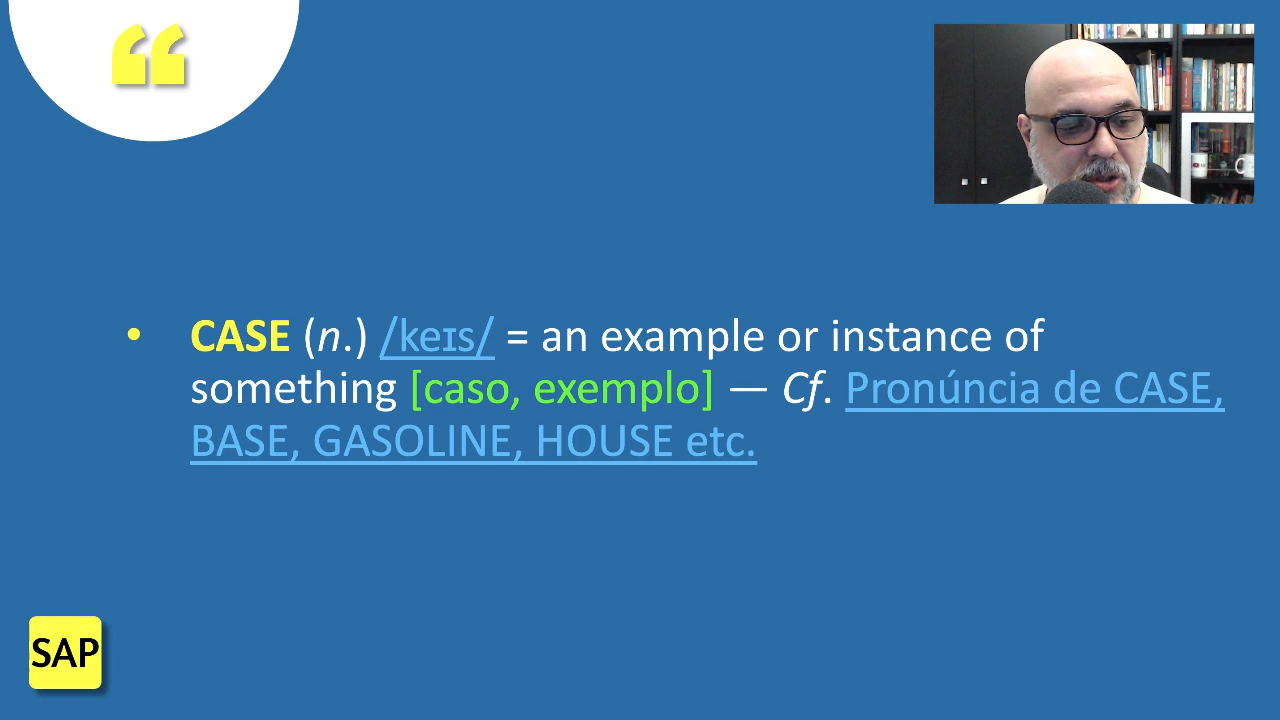 “
• CASE (n.) /keɪs/ = an example or instance of
something [caso, exemplo] — Cf. Pronúncia de CASE,
BASE, GASOLINE, HOUSE etc.
SAP